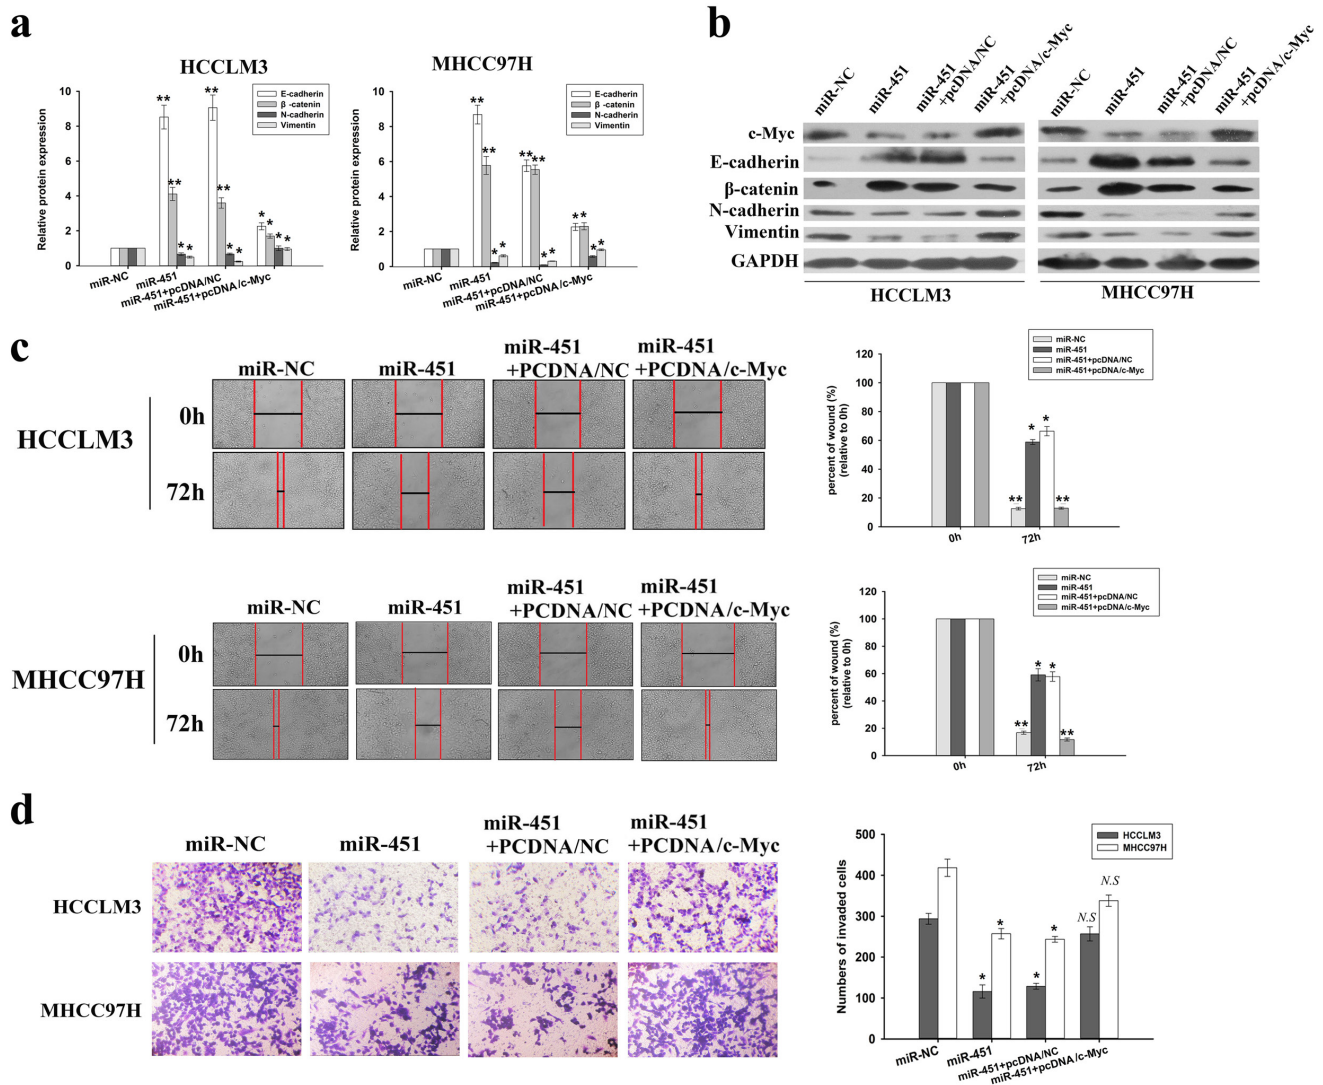 a
HCCLM3
**
**
**
**
*
*
*
*
*
*
*
*
E-cadherin
β -catenin
N-cadherin
Vimentin
Relative protein expression
10
8
6
4
2
0
miR-NC
miR-451
miR-451+pcDNA/NC
miR-451+pcDNA/c-Myc
MHCC97H
**
**
**
**
*
*
*
*
*
*
*
*
E-cadherin
β -catenin
N-cadherin
Vimentin
Relative protein expression
10
8
6
4
2
0
miR-NC
miR-451
miR-451+pcDNA/NC
miR-451+pcDNA/c-Myc
b
miR-NC
miR-451
miR-451
+pcDNA/NC
miR-451
+pcDNA/c-Myc
miR-NC
miR-451
miR-451
+pcDNA/NC
miR-451
+pcDNA/c-Myc
c-Myc
E-cadherin
β-catenin
N-cadherin
Vimentin
GAPDH
HCCLM3
MHCC97H
c
miR-NC
miR-451
miR-451
+PCDNA/NC
miR-451
+PCDNA/c-Myc
HCCLM3
0h
72h
miR-NC
miR-451
miR-451+pcDNA/NC
miR-451+pcDNA/c-Myc
percent of wound (%)
(relative to 0h)
120
100
80
60
40
20
0
**
*
*
**
0h
72h
miR-NC
miR-451
miR-451
+PCDNA/NC
miR-451
+PCDNA/c-Myc
MHCC97H
0h
72h
miR-NC
miR-451
miR-451+pcDNA/NC
miR-451+pcDNA/c-Myc
percent of wound (%)
(relative to 0h)
120
100
80
60
40
20
0
**
*
*
**
0h
72h
d
miR-NC
miR-451
miR-451
+PCDNA/NC
miR-451
+PCDNA/c-Myc
HCCLM3
MHCC97H
HCCLM3
MHCC97H
Numbers of invaded cells
500
400
300
200
100
0
*
*
*
*
N.S
N.S
miR-NC
miR-451
miR-451+pcDNA/NC
miR-451+pcDNA/c-Myc